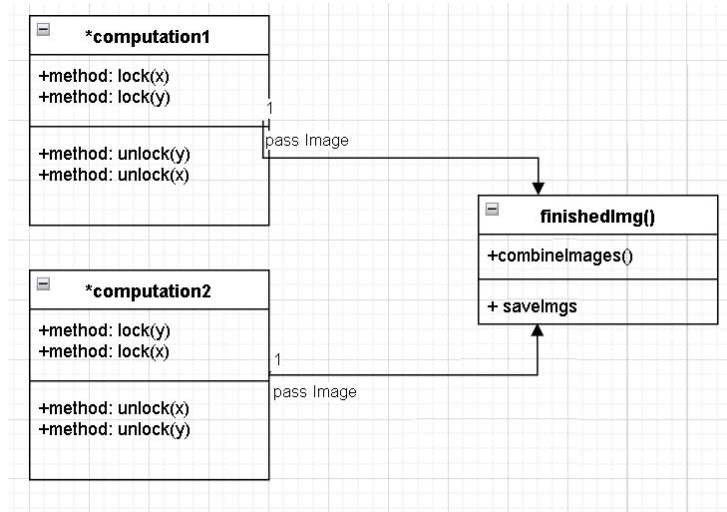 *computation1
+method: lock(x)
+method: lock(y)
+method: unlock(y)
+method: unlock(x)
1
pass Image
finishedImg()
+combineImages()
+ saveImgs
*computation2
+method: lock(y)
+method: lock(x)
+method: unlock(x)
+method: unlock(y)
1
pass Image